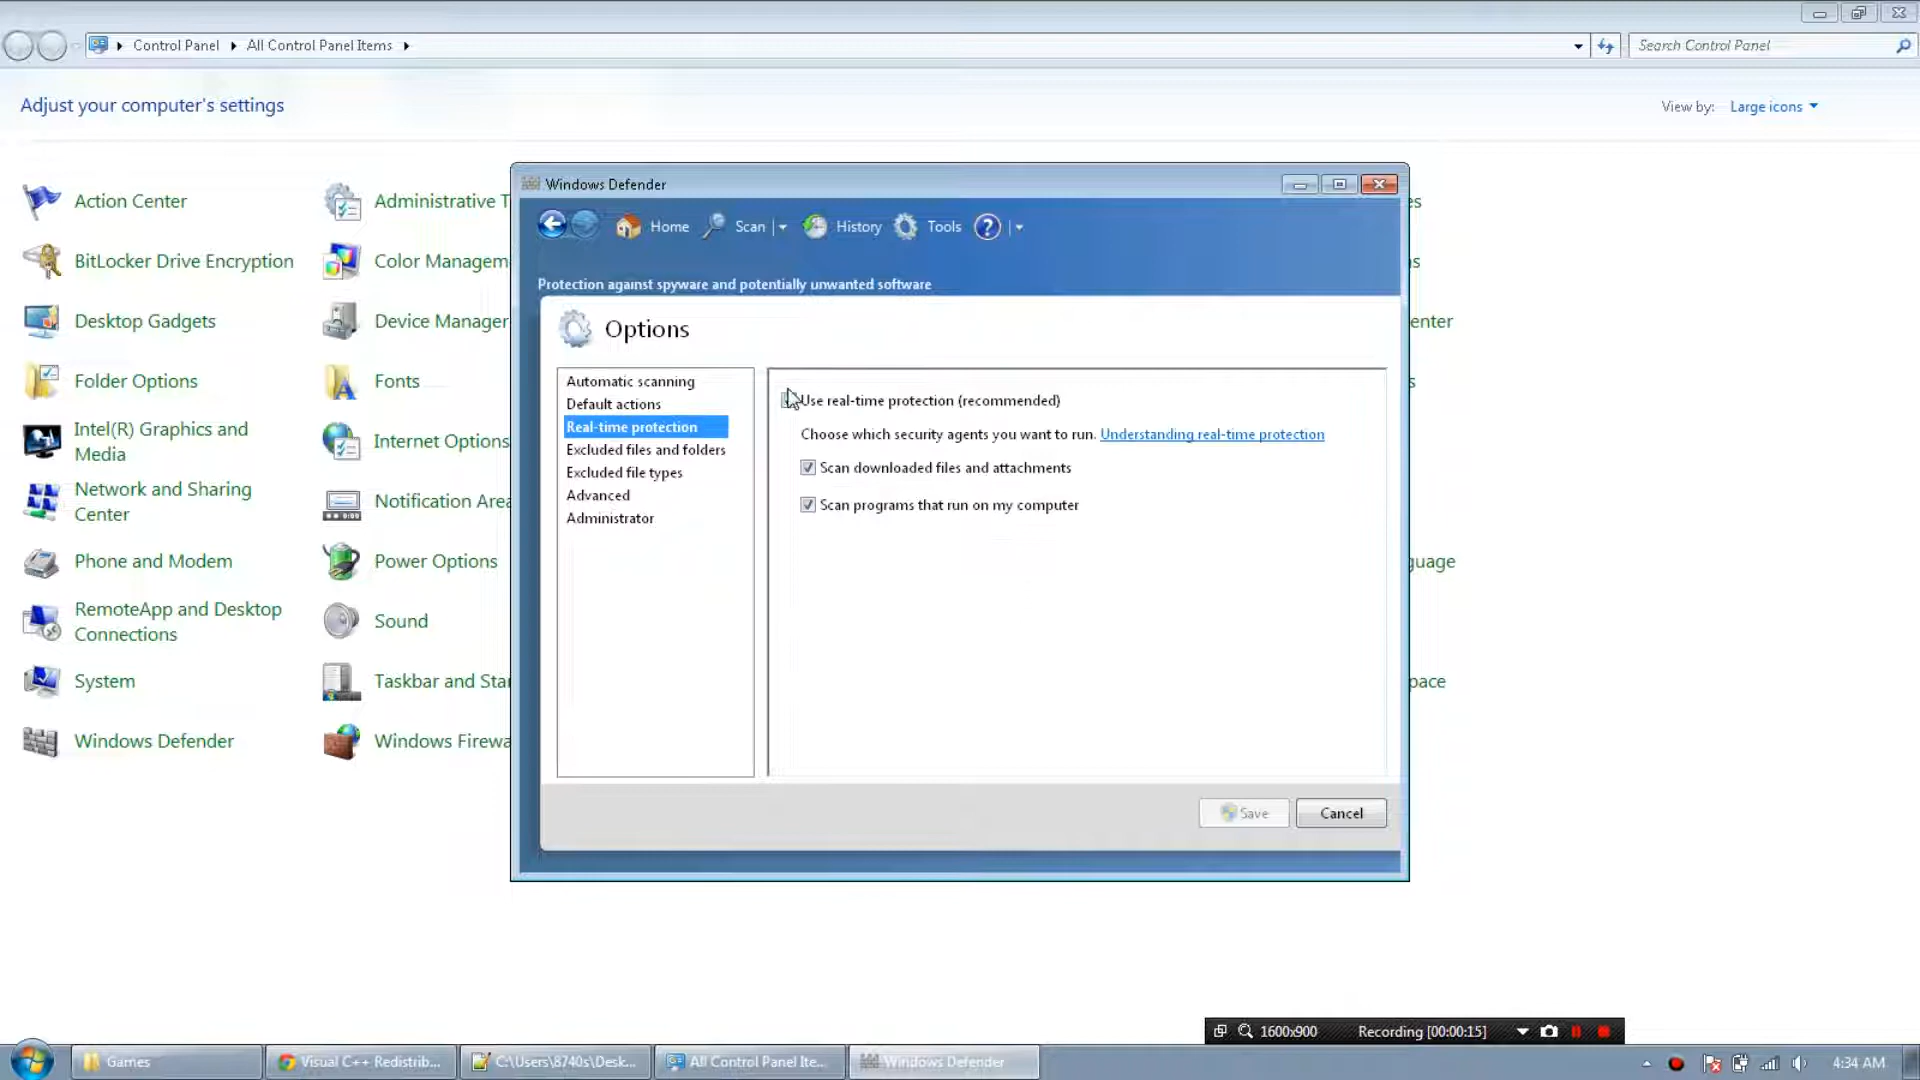 Control Panel
All Control Panel Items
Search Control Panel
Adjust your computer's settings
View by: Large icons
Action Center
Administrative T
es
BitLocker Drive Encryption
Color Managem
s
Desktop Gadgets
Device Manager
enter
Folder Options
Fonts
s
Intel(R) Graphics and
Media
Internet Options
Network and Sharing
Center
Notification Area
Phone and Modem
Power Options
guage
RemoteApp and Desktop
Connections
Sound
System
Taskbar and Star
pace
Windows Defender
Windows Firewa
Windows Defender
Home
Scan
History
Tools
?
Protection against spyware and potentially unwanted software
Options
Automatic scanning
Default actions
Real-time protection
Excluded files and folders
Excluded file types
Advanced
Administrator
Use real-time protection (recommended)
Choose which security agents you want to run. Understanding real-time protection
Scan downloaded files and attachments
Scan programs that run on my computer
Save
Cancel
1600x900
Recording [00:00:15]
Games
Visual C++ Redistrib...
C:\Users\8740s\Desk...
All Control Panel Ite...
Windows Defender
4:34 AM